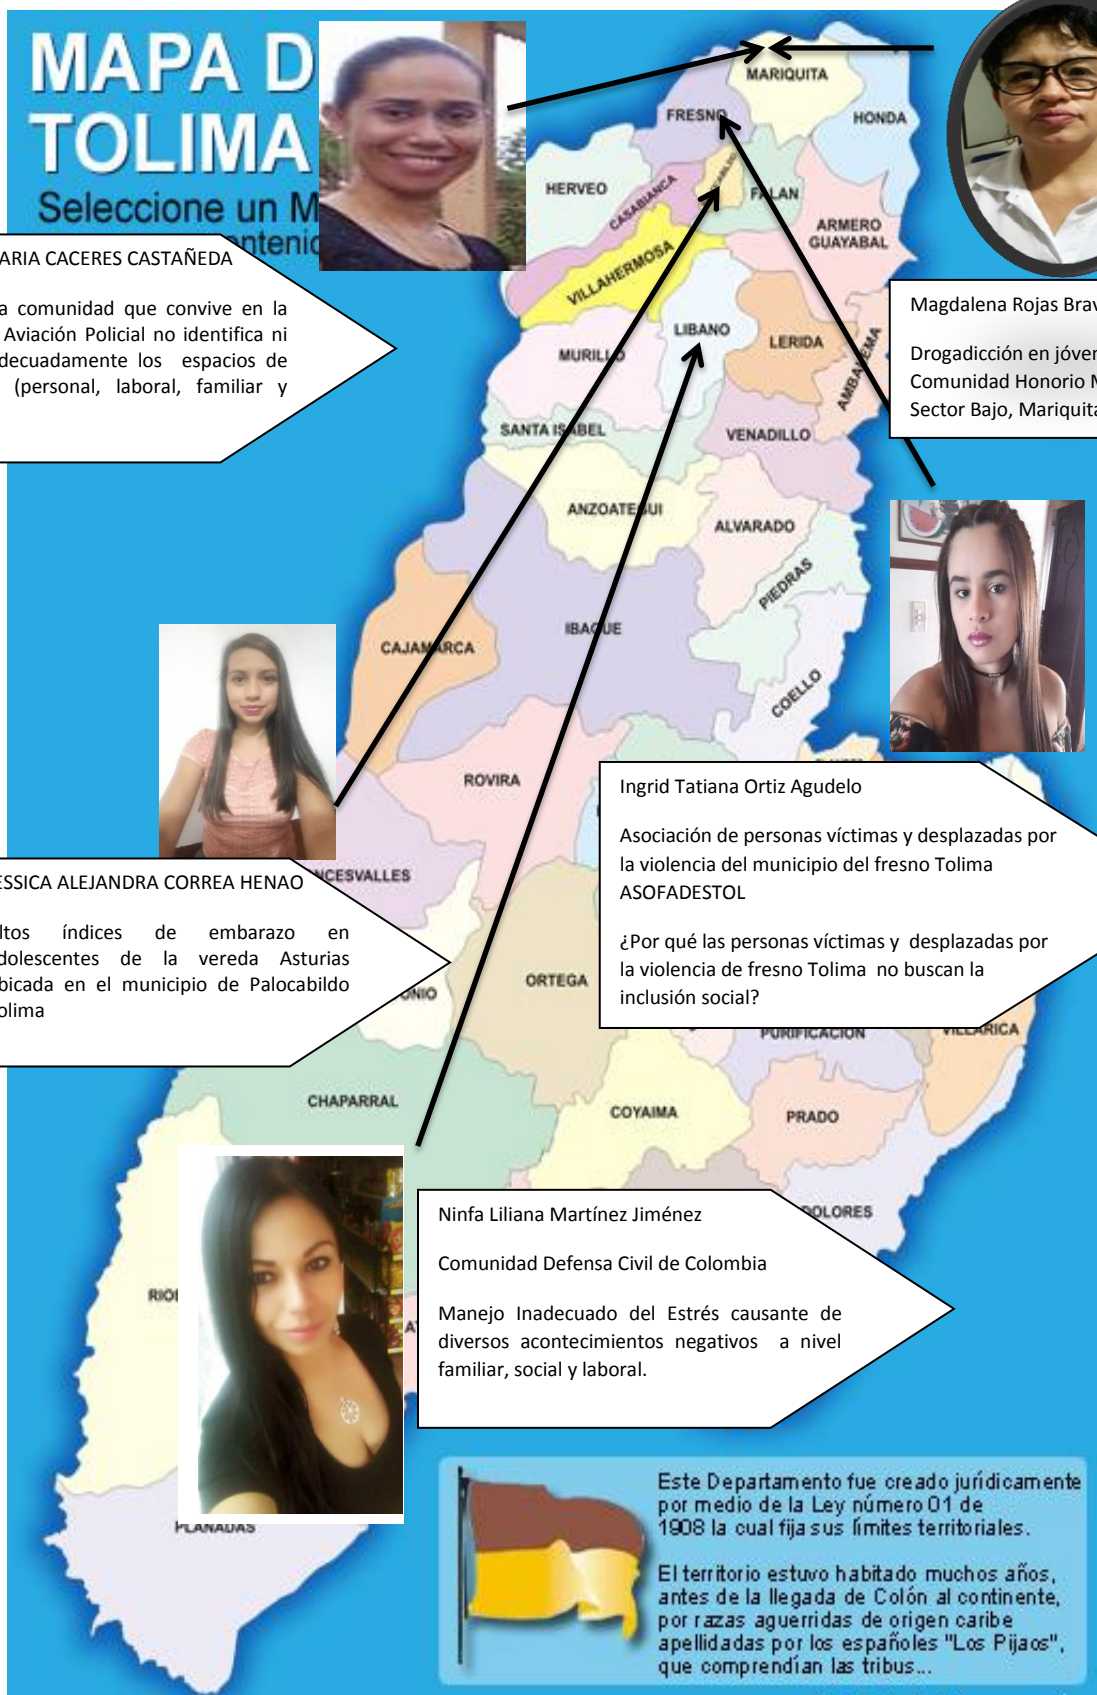 MAPA D
TOLIMA
Seleccione un M
ntenic
MARIQUITA
FRESNO
HONDA
HERVEO
CASABIANCA
FALAN
ARMERO
GUAYABAL
VILLAHERMOSA
LIBANO
LERIDA
MURILLO
AMBALEMA
SANTA ISABEL
VENADILLO
ANZOATEGUI
ALVARADO
PIEDRAS
IBAGUE
CAJAMARCA
COELLO
ROVIRA
NCESVALLES
ONIO
ORTEGA
PURIFICACION
VILLARICA
CHAPARRAL
COYAIMA
PRADO
DOLORES
RIO
AT
PLANADAS
ARIA CACERES CASTAÑEDA
a comunidad que convive en la
Aviación Policial no identifica ni
decuadamente los espacios de
(personal, laboral, familiar y
Magdalena Rojas Brav
Drogadicción en jóver
Comunidad Honorio M
Sector Bajo, Mariquita
Ingrid Tatiana Ortiz Agudelo
Asociación de personas víctimas y desplazadas por
la violencia del municipio del fresno Tolima
ASOFADESTOL
¿Por qué las personas víctimas y desplazadas por
la violencia de fresno Tolima no buscan la
inclusión social?
ESSICA ALEJANDRA CORREA HENAO
ltos índices de embarazo en
dolescentes de la vereda Asturias
bicada en el municipio de Palocabildo
olima
Ninfa Liliana Martínez Jiménez
Comunidad Defensa Civil de Colombia
Manejo Inadecuado del Estrés causante de
diversos acontecimientos negativos a nivel
familiar, social y laboral.
Este Departamento fue creado jurídicamente
por medio de la Ley número 01 de
1908 la cual fija sus límites territoriales.
El territorio estuvo habitado muchos años,
antes de la llegada de Colón al continente,
por razas aguerridas de origen caribe
apellidadas por los españoles "Los Pijaos",
que comprendían las tribus...